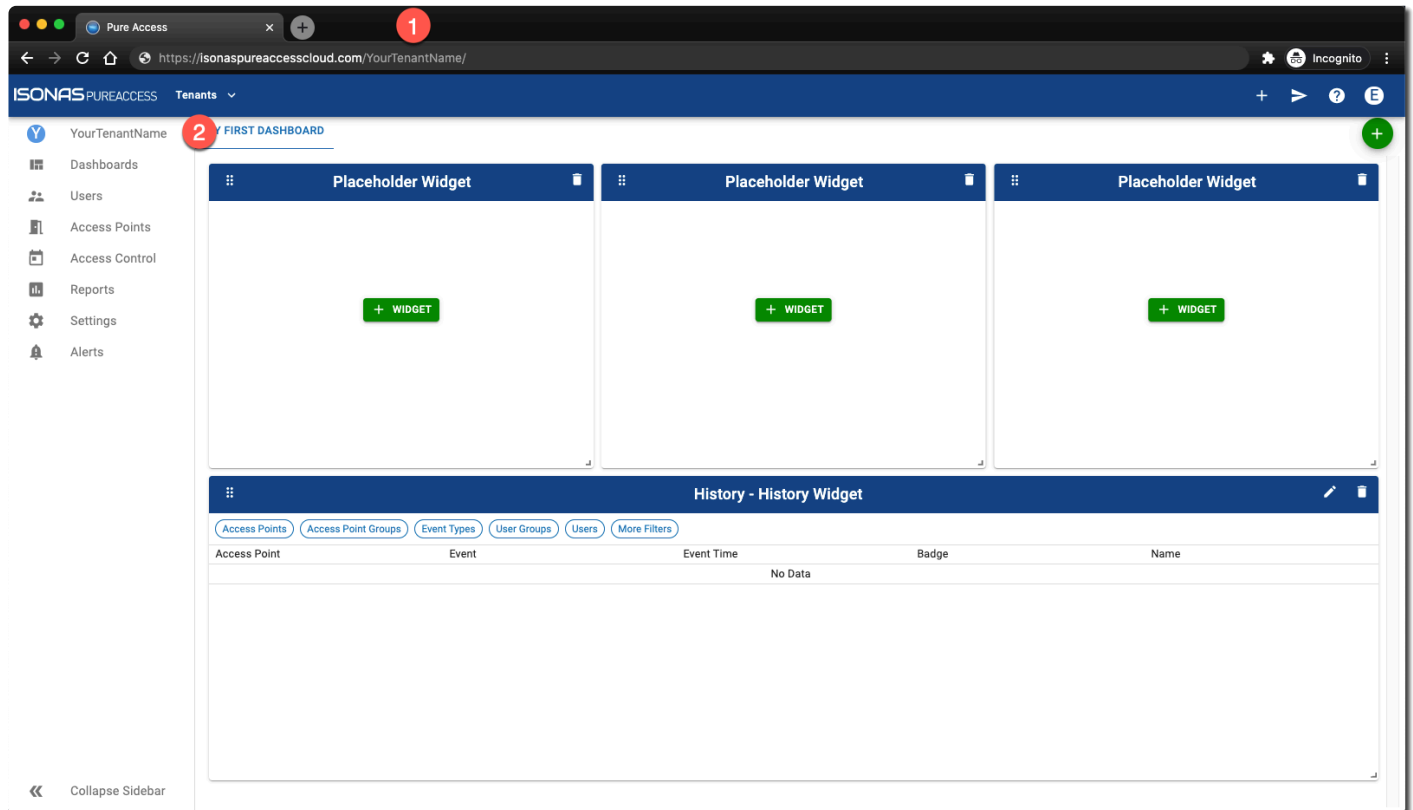 Pure Access
1
https://isonaspureaccesscloud.com/YourTenantName/
Incognito
ISONAS PUREACCESS Tenants
E
Y YourTenantName
2
Y FIRST DASHBOARD
Dashboards
Users
Access Points
Access Control
Reports
Settings
Alerts
Placeholder Widget
Placeholder Widget
Placeholder Widget
+ WIDGET
+ WIDGET
+ WIDGET
History - History Widget
Access Points Access Point Groups Event Types User Groups Users More Filters
Access Point Event Event Time Badge Name
No Data
Collapse Sidebar